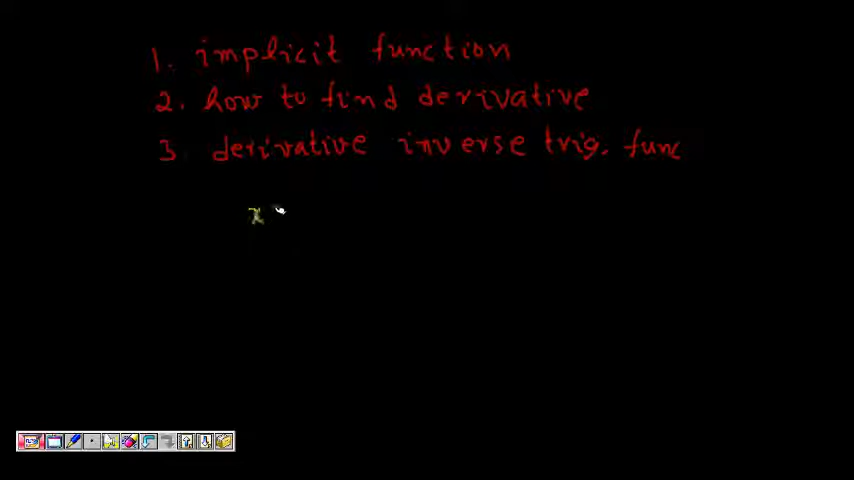 1. implicit function
2. how to find derivative
3. derivative inverse trig. func
x